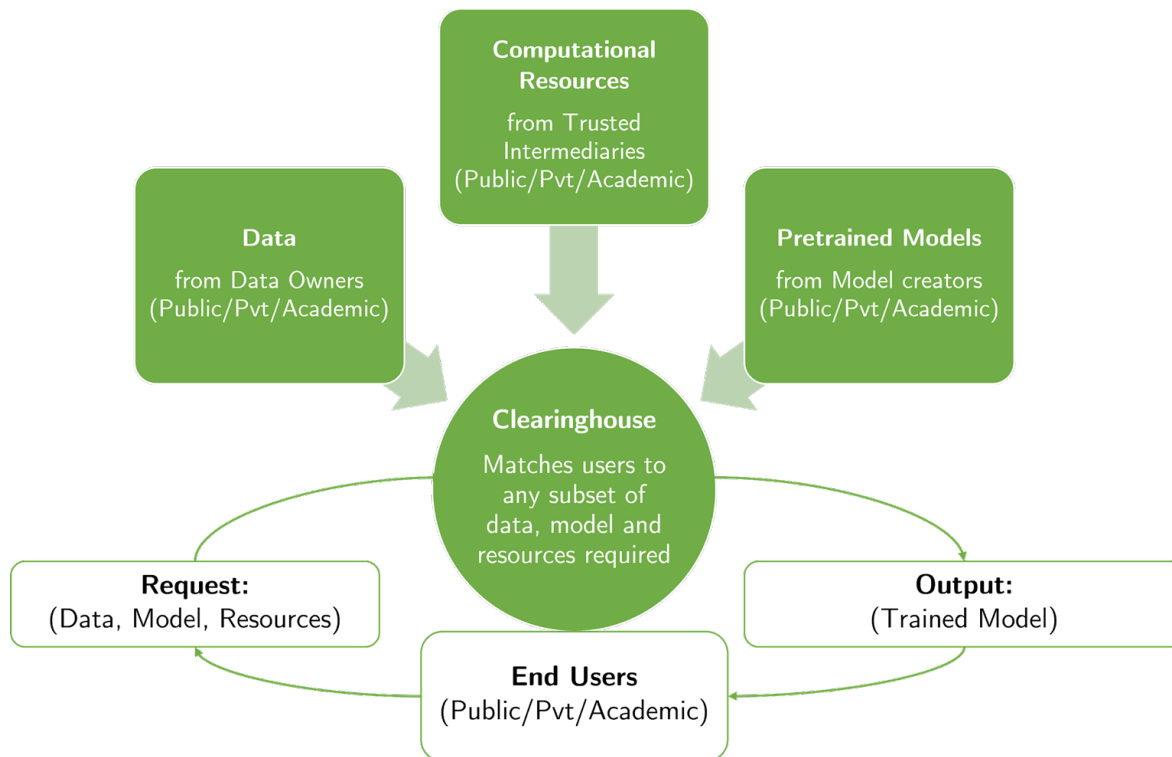 Computational
Resources
from Trusted
Intermediaries
(Public/Pvt/Academic)
Data
from Data Owners
(Public/Pvt/Academic)
Pretrained Models
from Model creators
(Public/Pvt/Academic)
Clearinghouse
Matches users to
any subset of
data, model and
resources required
Request:
(Data, Model, Resources)
Output:
(Trained Model)
End Users
(Public/Pvt/Academic)